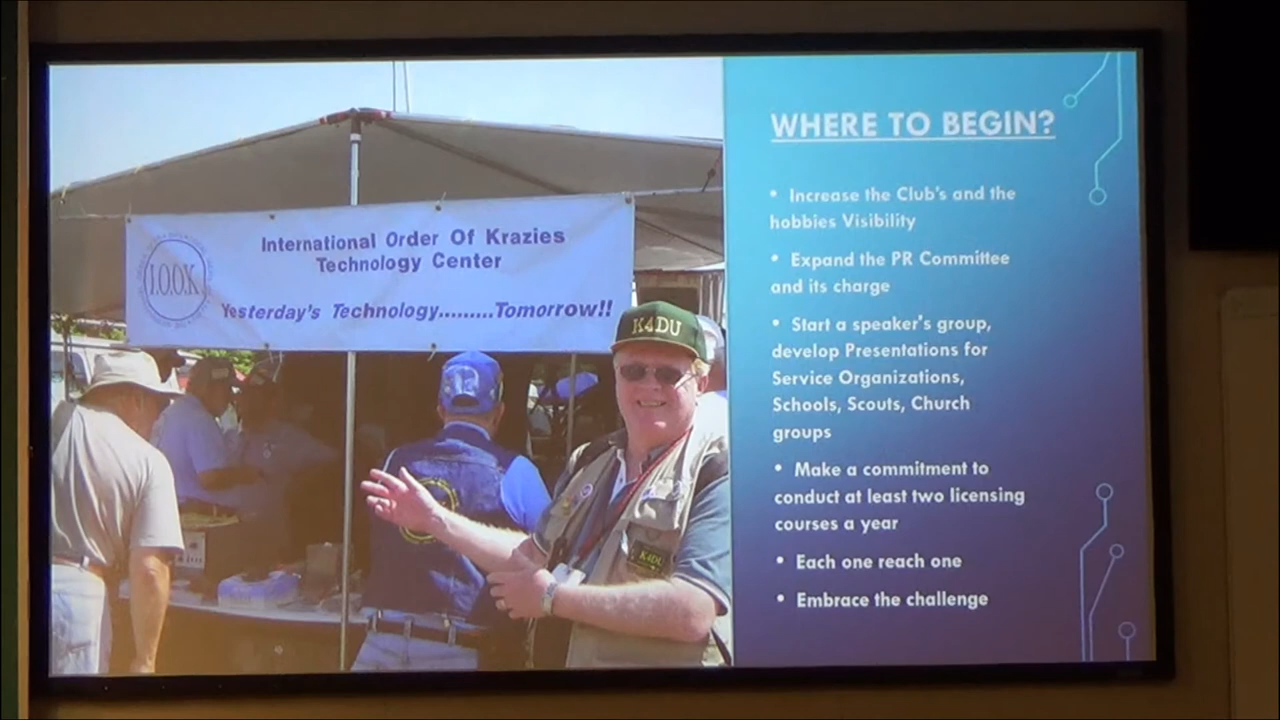 International Order Of Krazies
Technology Center
I.O.O.K
Yesterday's Technology.........Tomorrow!!
K4DU
K4DU
WHERE TO BEGIN?
• Increase the Club's and the
hobbies Visibility
• Expand the PR Committee
and its charge
• Start a speaker's group,
develop Presentations for
Service Organizations,
Schools, Scouts, Church
groups
• Make a commitment to
conduct at least two licensing
courses a year
• Each one reach one
• Embrace the challenge